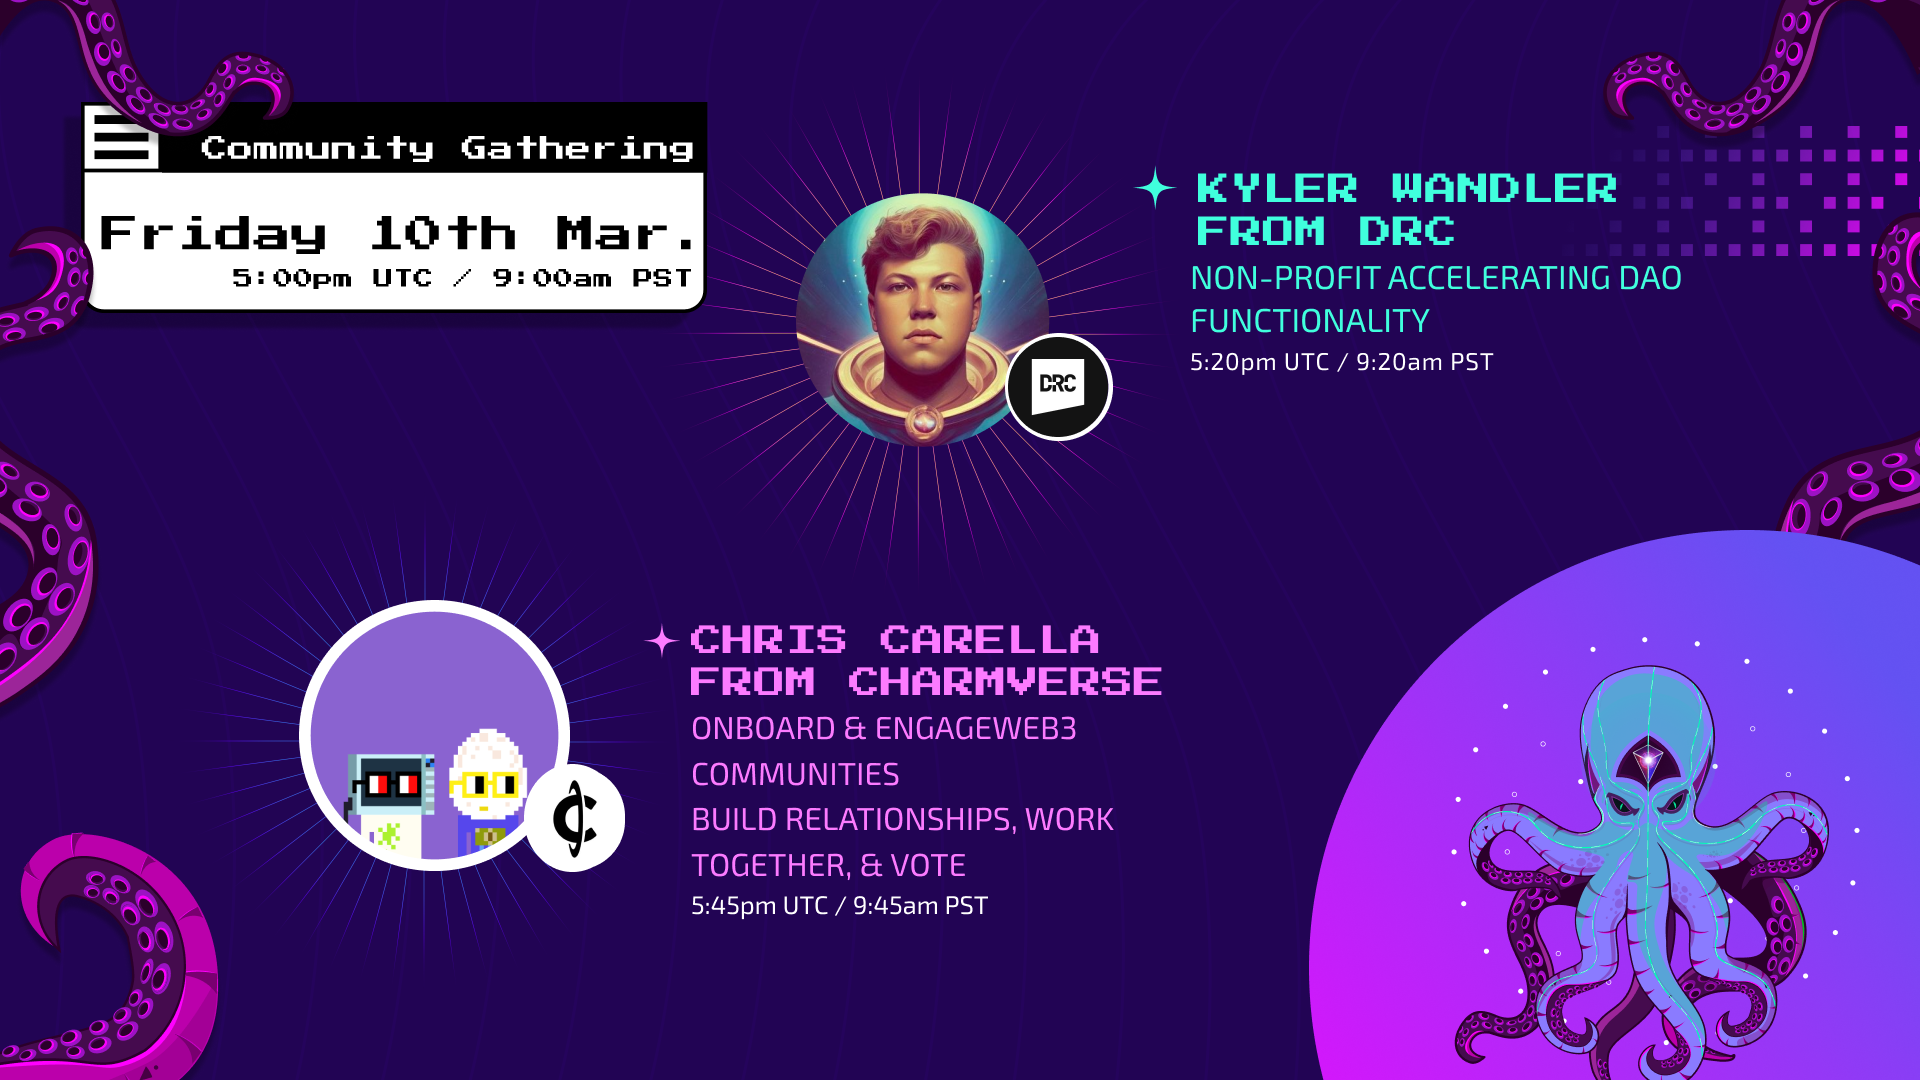 Community Gathering
Friday 10th Mar.
5:00pm UTC / 9:00am PST
KYLER WANDLER
FROM DRC
NON-PROFIT ACCELERATING DAO
FUNCTIONALITY
5:20pm UTC / 9:20am PST
DRC
CHRIS CARELLA
FROM CHARMVERSE
ONBOARD & ENGAGEWEB3
COMMUNITIES
BUILD RELATIONSHIPS, WORK
TOGETHER, & VOTE
5:45pm UTC / 9:45am PST